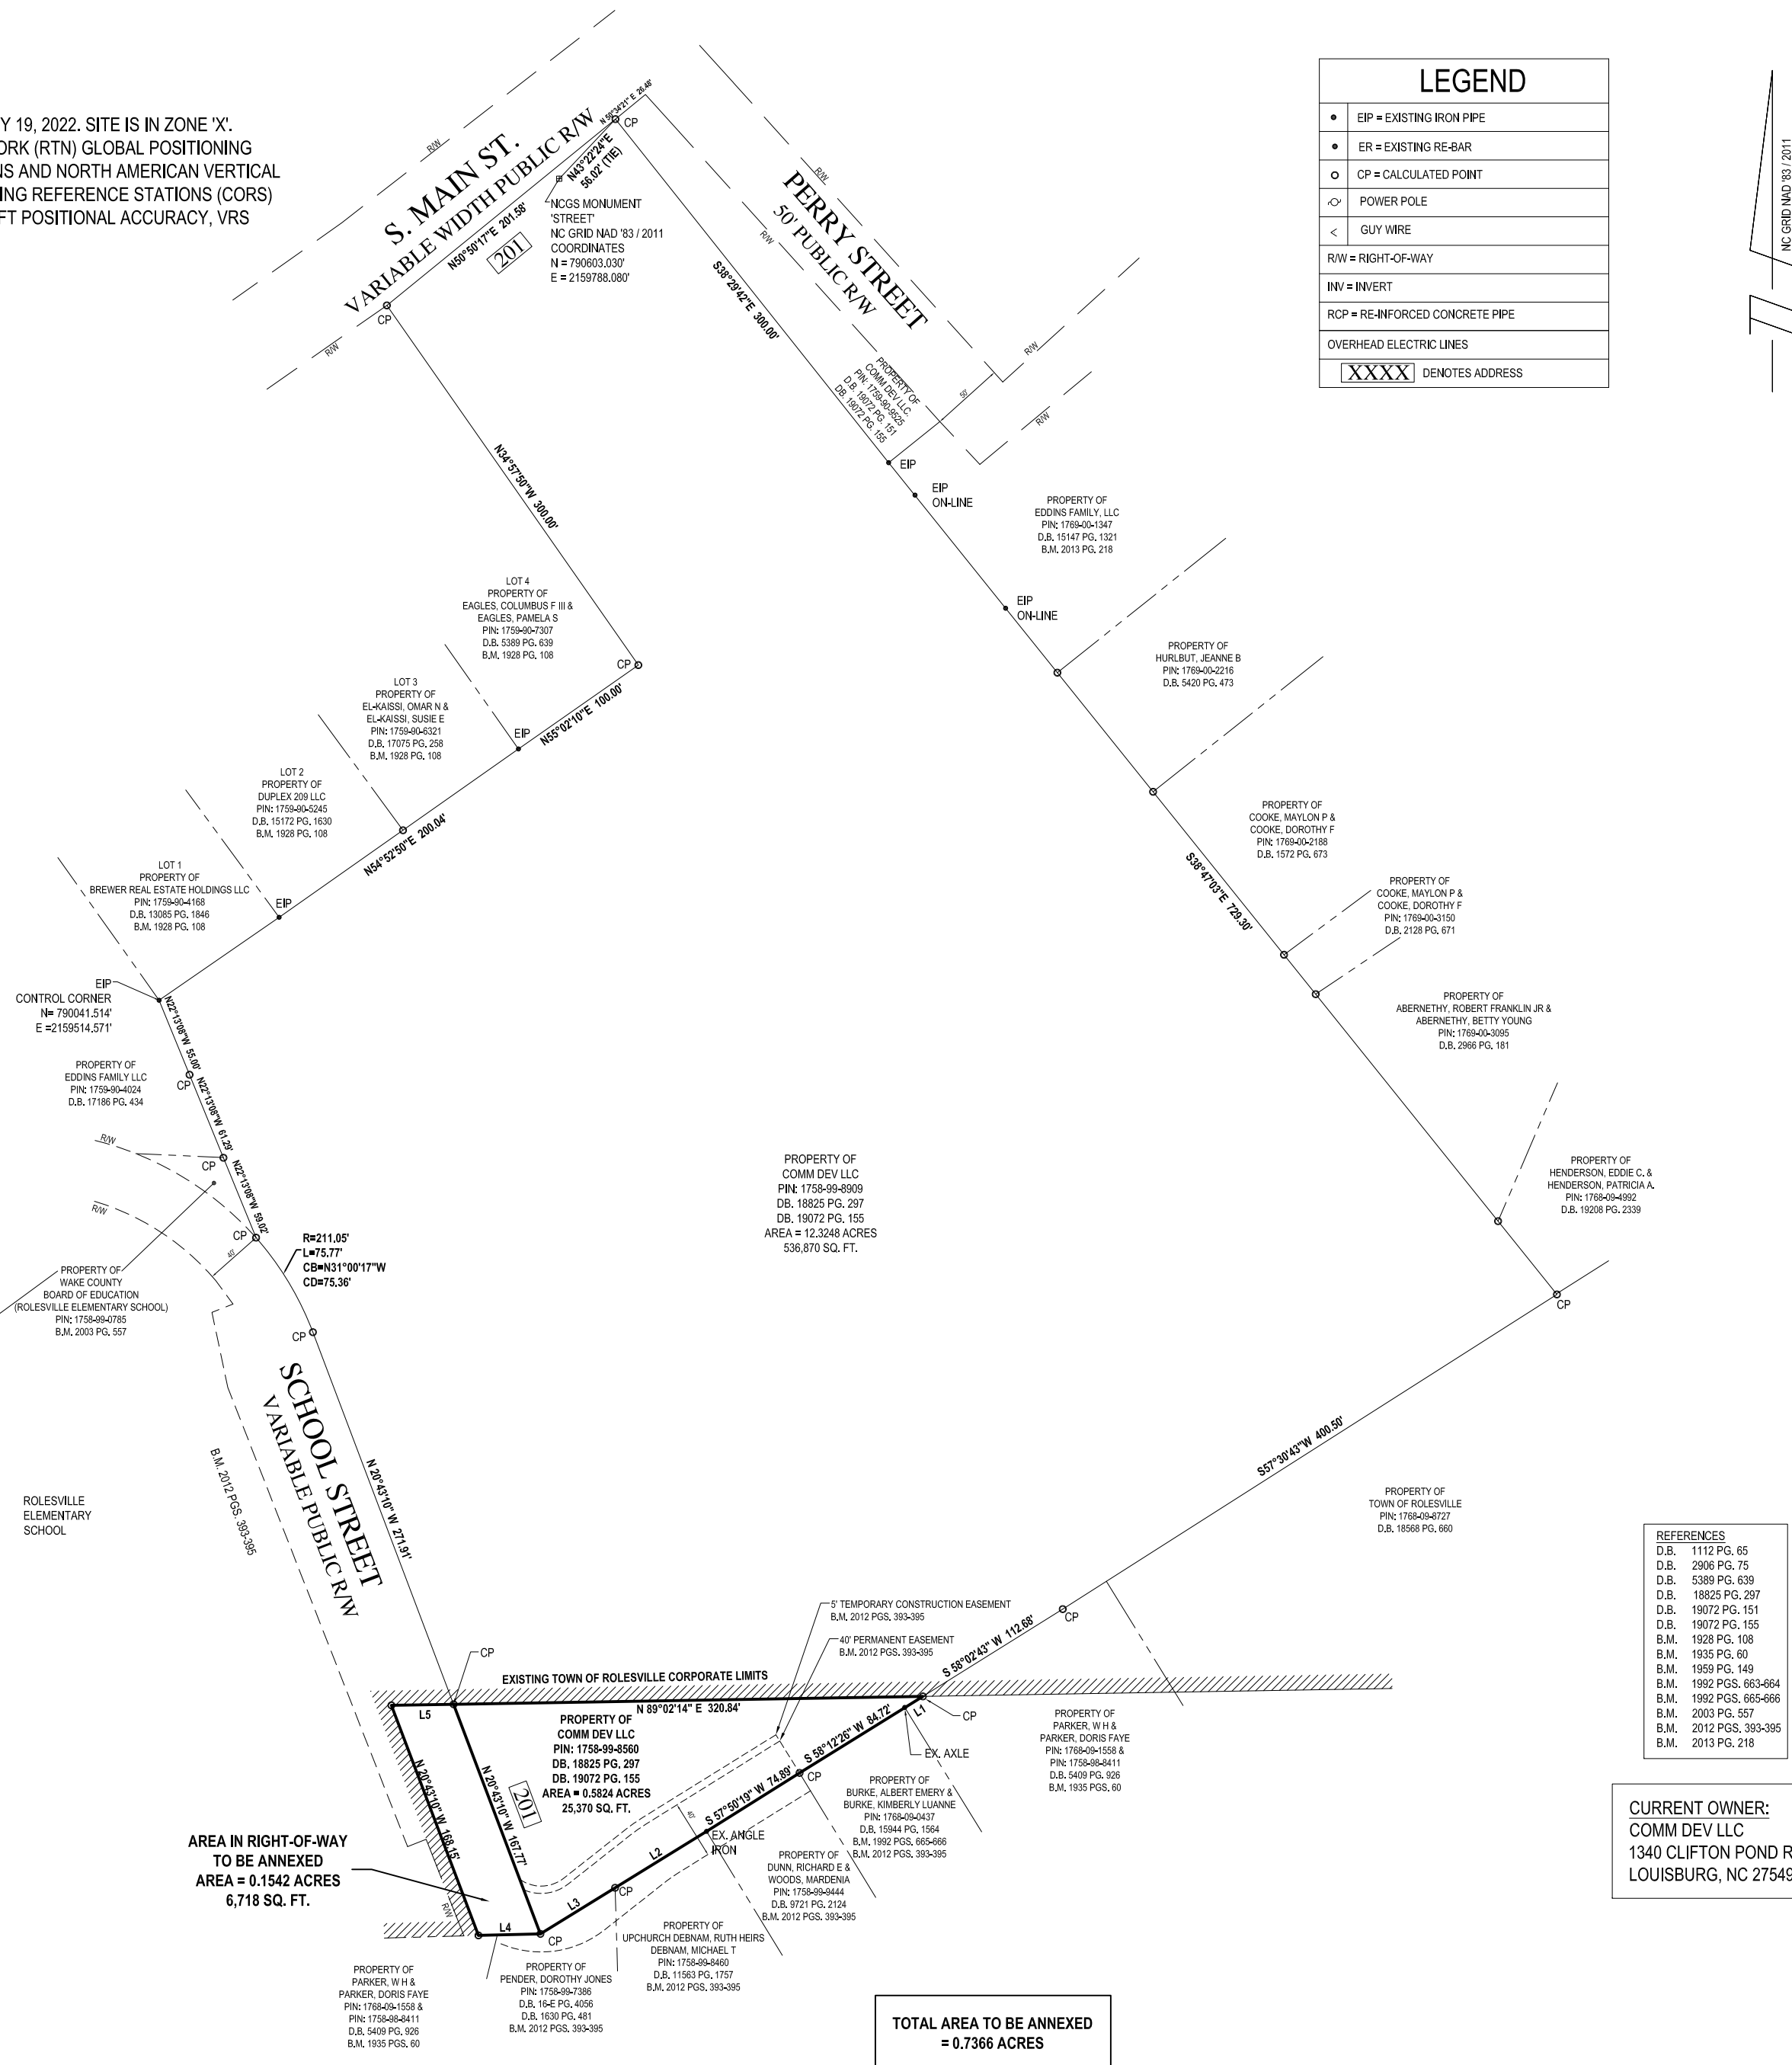 Y 19, 2022. SITE IS IN ZONE 'X'.
ORK (RTN) GLOBAL POSITIONING
NS AND NORTH AMERICAN VERTICAL
ING REFERENCE STATIONS (CORS)
FT POSITIONAL ACCURACY, VRS
R/W
S. MAIN ST.
VARIABLE WIDTH PUBLIC R/W
N50°50'17"E 201.58'
201
N 50°34'21" E 26.48'
CP
N43°22'24"E
56.02' (TIE)
NCGS MONUMENT
'STREET'
NC GRID NAD '83 / 2011
COORDINATES
N = 790603.030'
E = 2159788.080'
CP
R/W
R/W
PERRY STREET
50' PUBLIC R/W
R/W
S38°29'42"E 300.00'
PROPERTY OF
COMM DEV LLC.
PIN: 1759-90-9525
D.B. 19072 PG. 151
DB. 19072 PG. 155
R/W
50'
R/W
EIP
EIP
ON-LINE
LEGEND
EIP = EXISTING IRON PIPE
ER = EXISTING RE-BAR
CP = CALCULATED POINT
POWER POLE
GUY WIRE
R/W = RIGHT-OF-WAY
INV = INVERT
RCP = RE-INFORCED CONCRETE PIPE
OVERHEAD ELECTRIC LINES
XXXX DENOTES ADDRESS
NC GRID NAD '83 / 2011
N34°57'50"W 300.00'
PROPERTY OF
EDDINS FAMILY, LLC
PIN: 1769-00-1347
D.B. 15147 PG. 1321
B.M. 2013 PG. 218
EIP
ON-LINE
PROPERTY OF
HURLBUT, JEANNE B
PIN: 1769-00-2216
D.B. 5420 PG. 473
LOT 4
PROPERTY OF
EAGLES, COLUMBUS F III &
EAGLES, PAMELA S
PIN: 1759-90-7307
D.B. 5389 PG. 639
B.M. 1928 PG. 108
CP
N55°02'10"E 100.00'
EIP
LOT 3
PROPERTY OF
EL-KAISSI, OMAR N &
EL-KAISSI, SUSIE E
PIN: 1759-90-6321
D.B. 17075 PG. 258
B.M. 1928 PG. 108
LOT 2
PROPERTY OF
DUPLEX 209 LLC
PIN: 1759-90-5245
D.B. 15172 PG. 1630
B.M. 1928 PG. 108
N54°52'50"E 200.04'
LOT 1
PROPERTY OF
BREWER REAL ESTATE HOLDINGS LLC
PIN: 1759-90-4168
D.B. 13085 PG. 1846
B.M. 1928 PG. 108
EIP
PROPERTY OF
COOKE, MAYLON P &
COOKE, DOROTHY F
PIN: 1769-00-2188
D.B. 1572 PG. 673
S38°47'03"E 729.30'
PROPERTY OF
COOKE, MAYLON P &
COOKE, DOROTHY F
PIN: 1769-00-3150
D.B. 2128 PG. 671
PROPERTY OF
ABERNETHY, ROBERT FRANKLIN JR &
ABERNETHY, BETTY YOUNG
PIN: 1769-00-3095
D.B. 2966 PG. 181
EIP
CONTROL CORNER
N= 790041.514'
E =2159514.571'
N22°13'08"W 55.00'
CP
PROPERTY OF
EDDINS FAMILY LLC
PIN: 1759-90-4024
D.B. 17186 PG. 434
N22°13'08"W 61.29'
R/W
CP
N22°13'08"W 59.02'
R/W
CP
40'
R=211.05'
L=75.77'
CB=N31°00'17"W
CD=75.36'
PROPERTY OF
WAKE COUNTY
BOARD OF EDUCATION
(ROLESVILLE ELEMENTARY SCHOOL)
PIN: 1758-99-0785
B.M. 2003 PG. 557
CP
PROPERTY OF
COMM DEV LLC
PIN: 1758-99-8909
DB. 18825 PG. 297
DB. 19072 PG. 155
AREA = 12.3248 ACRES
536,870 SQ. FT.
PROPERTY OF
HENDERSON, EDDIE C. &
HENDERSON, PATRICIA A.
PIN: 1768-09-4992
D.B. 19208 PG. 2339
CP
S57°30'43"W 400.50'
SCHOOL STREET
VARIABLE PUBLIC R/W
N 20°43'10" W 271.91'
B.M. 2012 PGS. 393-395
ROLESVILLE
ELEMENTARY
SCHOOL
PROPERTY OF
TOWN OF ROLESVILLE
PIN: 1768-09-8727
D.B. 18568 PG. 660
REFERENCES
D.B. 1112 PG. 65
D.B. 2906 PG. 75
D.B. 5389 PG. 639
D.B. 18825 PG. 297
D.B. 19072 PG. 151
D.B. 19072 PG. 155
B.M. 1928 PG. 108
B.M. 1935 PG. 60
B.M. 1959 PG. 149
B.M. 1992 PGS. 663-664
B.M. 1992 PGS. 665-666
B.M. 2003 PG. 557
B.M. 2012 PGS. 393-395
B.M. 2013 PG. 218
5' TEMPORARY CONSTRUCTION EASEMENT
B.M. 2012 PGS. 393-395
40' PERMANENT EASEMENT
B.M. 2012 PGS. 393-395
S 58°02'43" W 112.68'
CP
CP
EXISTING TOWN OF ROLESVILLE CORPORATE LIMITS
L5
N 89°02'14" E 320.84'
CP
L1
EX. AXLE
S 58°12'26" W 84.72'
PROPERTY OF
COMM DEV LLC
PIN: 1758-99-8560
DB. 18825 PG. 297
DB. 19072 PG. 155
AREA = 0.5824 ACRES
25,370 SQ. FT.
201
N 20°43'10" W 168.15'
N 20°43'10" W 167.77'
CP
S 57°50'19" W 74.89'
40'
EX. ANGLE
IRON
L2
CP
L3
L4
CP
R/W
AREA IN RIGHT-OF-WAY
TO BE ANNEXED
AREA = 0.1542 ACRES
6,718 SQ. FT.
PROPERTY OF
PARKER, W H &
PARKER, DORIS FAYE
PIN: 1768-09-1558 &
PIN: 1758-98-8411
D.B. 5409 PG. 926
B.M. 1935 PGS. 60
PROPERTY OF
BURKE, ALBERT EMERY &
BURKE, KIMBERLY LUANNE
PIN: 1768-09-0437
D.B. 15944 PG. 1564
B.M. 1992 PGS. 665-666
B.M. 2012 PGS. 393-395
PROPERTY OF
DUNN, RICHARD E &
WOODS, MARDENIA
PIN: 1758-99-9444
D.B. 9721 PG. 2124
B.M. 2012 PGS. 393-395
PROPERTY OF
UPCHURCH DEBNAM, RUTH HEIRS
DEBNAM, MICHAEL T
PIN: 1758-99-8460
D.B. 11563 PG. 1757
B.M. 2012 PGS. 393-395
PROPERTY OF
PENDER, DOROTHY JONES
PIN: 1758-99-7386
D.B. 16-E PG. 4056
D.B. 1630 PG. 481
B.M. 2012 PGS. 393-395
PROPERTY OF
PARKER, W H &
PARKER, DORIS FAYE
PIN: 1768-09-1558 &
PIN: 1758-98-8411
D.B. 5409 PG. 926
B.M. 1935 PGS. 60
CURRENT OWNER:
COMM DEV LLC
1340 CLIFTON POND R
LOUISBURG, NC 27549
TOTAL AREA TO BE ANNEXED
= 0.7366 ACRES